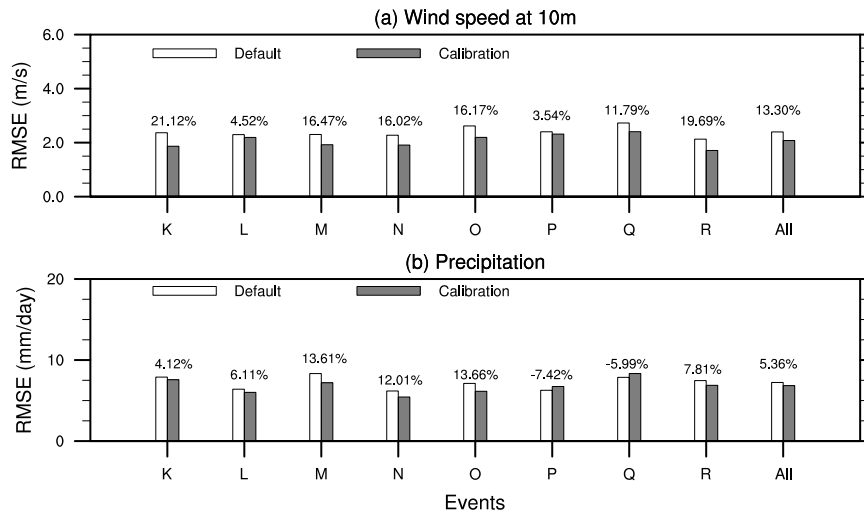 (a) Wind speed at 10m
6.0
4.0
2.0
0.0
RMSE (m/s)
Default
Calibration
21.12%
4.52%
16.47%
16.02%
16.17%
3.54%
11.79%
19.69%
13.30%
K L M N O P Q R All
(b) Precipitation
20
10
0
RMSE (mm/day)
Default
Calibration
4.12%
6.11%
13.61%
12.01%
13.66%
-7.42%
-5.99%
7.81%
5.36%
K L M N O P Q R All
Events